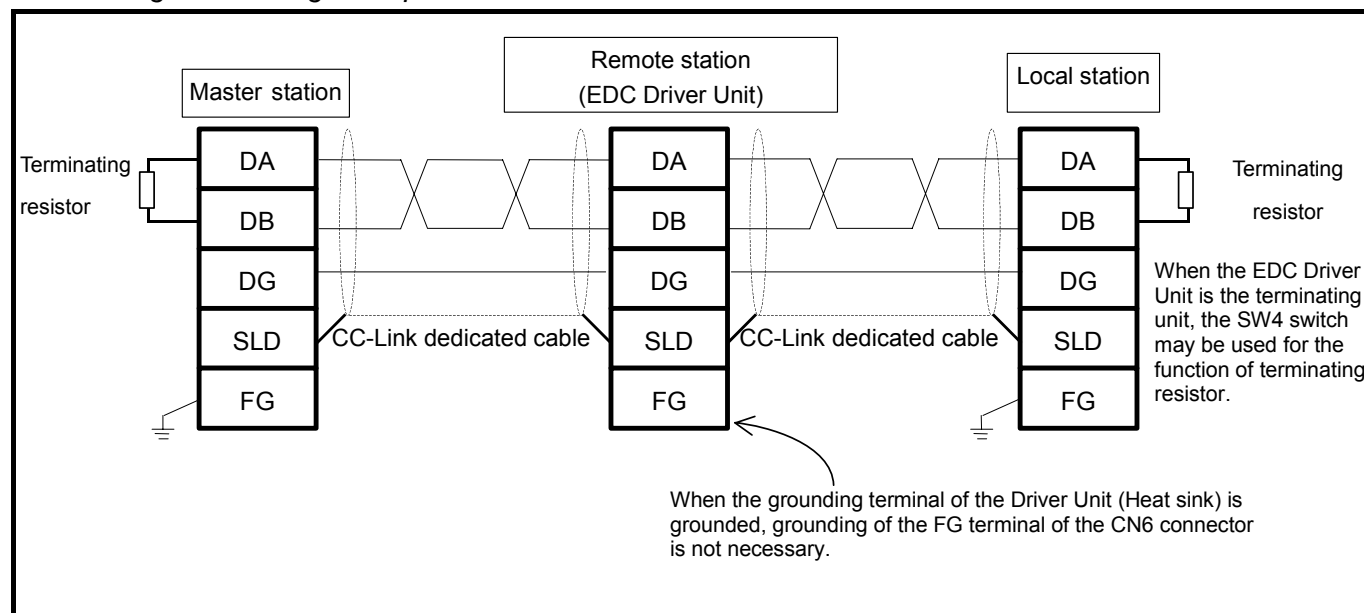 Master station
Remote station
(EDC Driver Unit)
Local station
Terminating
resistor
DA
DB
DG
SLD
FG
CC-Link dedicated cable
DA
DB
DG
SLD
FG
CC-Link dedicated cable
DA
DB
DG
SLD
FG
Terminating
resistor
When the EDC Driver
Unit is the terminating
unit, the SW4 switch
may be used for the
function of terminating
resistor.
When the grounding terminal of the Driver Unit (Heat sink) is
grounded, grounding of the FG terminal of the CN6 connector
is not necessary.